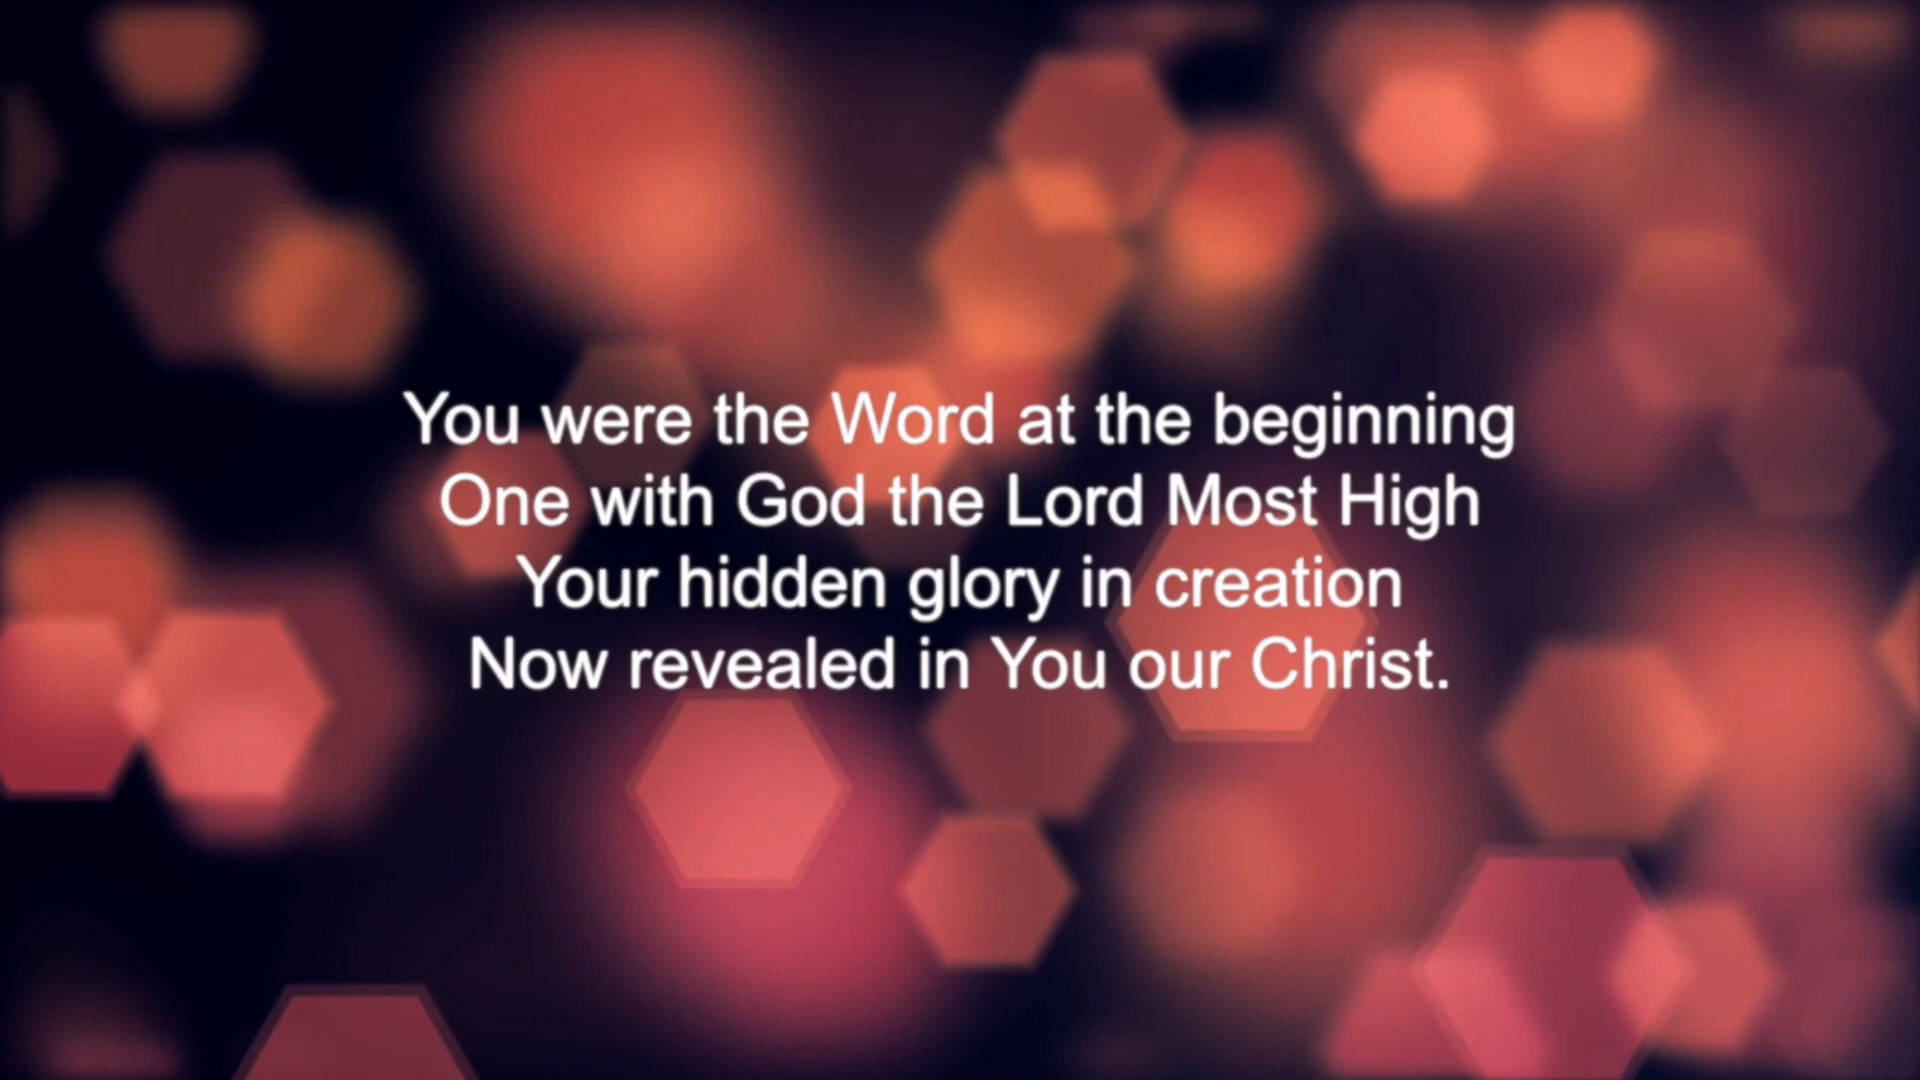 You were the Word at the beginning
One with God the Lord Most High
Your hidden glory in creation
Now revealed in You our Christ.